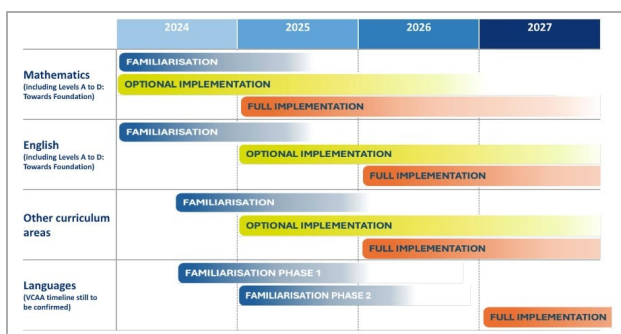 2024 2025 2026 2027
Mathematics
(including Levels A to D:
Towards Foundation)
FAMILIARISATION
OPTIONAL IMPLEMENTATION
FULL IMPLEMENTATION
English
(including Levels A to D:
Towards Foundation)
FAMILIARISATION
OPTIONAL IMPLEMENTATION
FULL IMPLEMENTATION
Other curriculum
areas
FAMILIARISATION
OPTIONAL IMPLEMENTATION
FULL IMPLEMENTATION
Languages
(VCAA timeline still to
be confirmed)
FAMILIARISATION PHASE 1
FAMILIARISATION PHASE 2
FULL IMPLEMENTATION